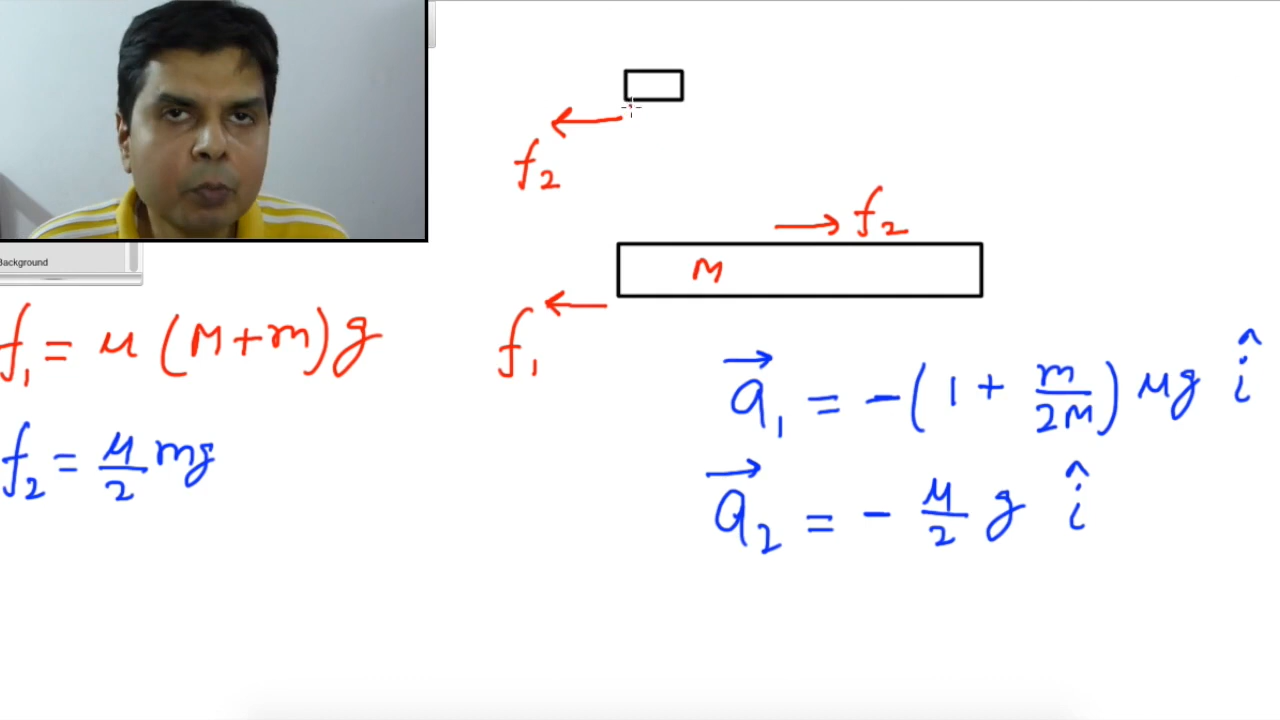 f₂
f₂
M
Background
f₁ = μ (M+m)g
f₁
a⃗₁ = -(1 + m/2M) μg î
f₂ = μ/2 mg
a⃗₂ = - μ/2 g î